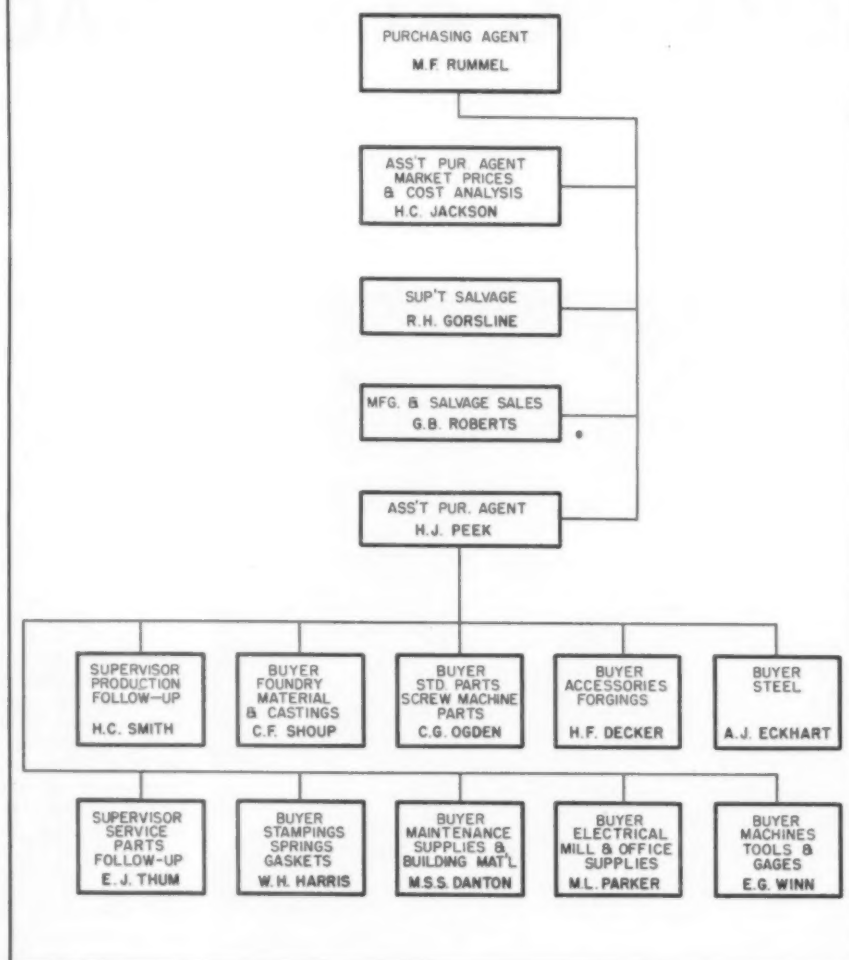 PURCHASING AGENT
M.F. RUMMEL
ASS'T PUR. AGENT
MARKET PRICES
& COST ANALYSIS
H.C. JACKSON
SUP'T SALVAGE
R.H. GORSLINE
MFG. & SALVAGE SALES
G.B. ROBERTS
ASS'T PUR. AGENT
H.J. PEEK
SUPERVISOR
PRODUCTION
FOLLOW-UP
H.C. SMITH
BUYER
FOUNDRY
MATERIAL
& CASTINGS
C.F. SHOUP
BUYER
STD. PARTS
SCREW MACHINE
PARTS
C.G. OGDEN
BUYER
ACCESSORIES
FORGINGS
H.F. DECKER
BUYER
STEEL
A.J. ECKHART
SUPERVISOR
SERVICE
PARTS
FOLLOW-UP
E.J. THUM
BUYER
STAMPINGS
SPRINGS
GASKETS
W.H. HARRIS
BUYER
MAINTENANCE
SUPPLIES &
BUILDING MAT'L
M.S.S. DANTON
BUYER
ELECTRICAL
MILL & OFFICE
SUPPLIES
M.L. PARKER
BUYER
MACHINES
TOOLS &
GAGES
E.G. WINN